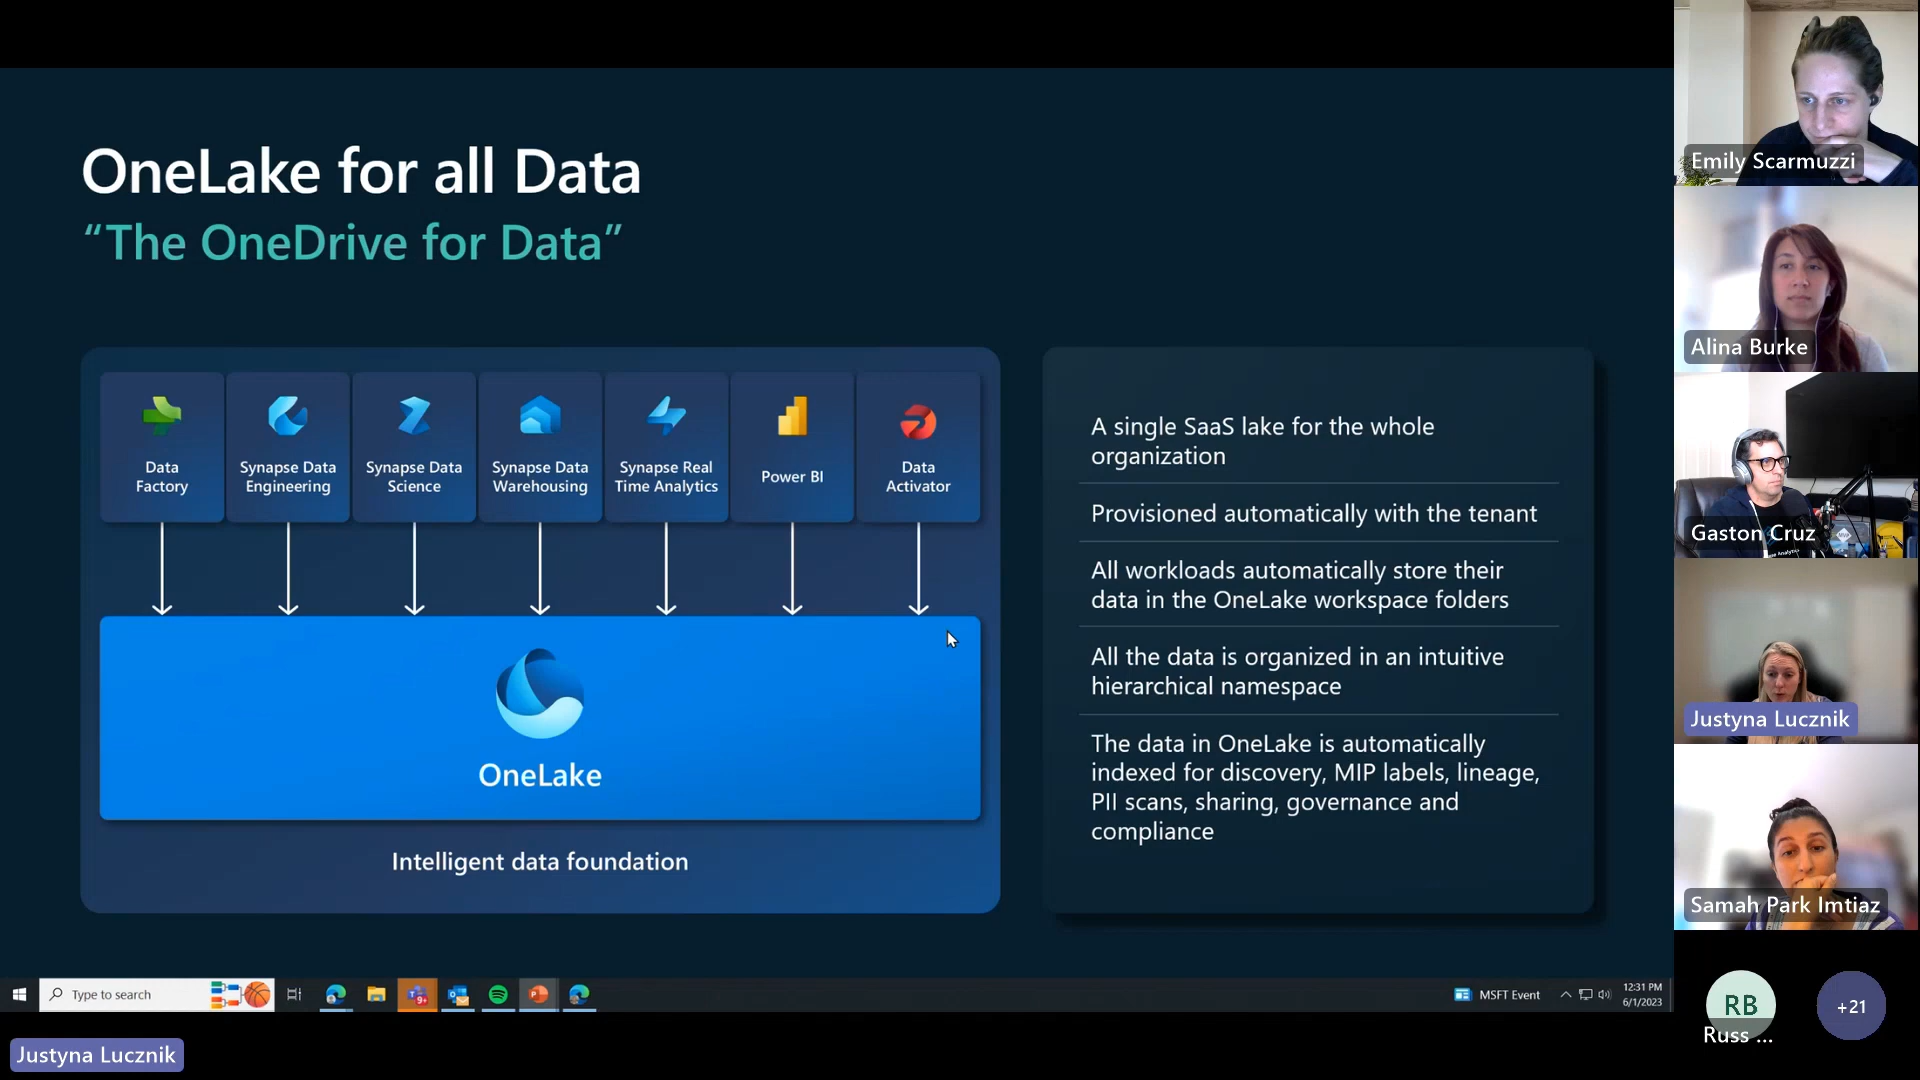 OneLake for all Data
“The OneDrive for Data”
Data
Factory
Synapse Data
Engineering
Synapse Data
Science
Synapse Data
Warehousing
Synapse Real
Time Analytics
Power BI
Data
Activator
OneLake
Intelligent data foundation
A single SaaS lake for the whole
organization
Provisioned automatically with the tenant
All workloads automatically store their
data in the OneLake workspace folders
All the data is organized in an intuitive
hierarchical namespace
The data in OneLake is automatically
indexed for discovery, MIP labels, lineage,
PII scans, sharing, governance and
compliance
Emily Scarmuzzi
Alina Burke
Gaston Cruz
Justyna Lucznik
Samah Park Imtiaz
RB
Russ ...
+21
Type to search
9+
MSFT Event
12:31 PM
6/1/2023
Justyna Lucznik